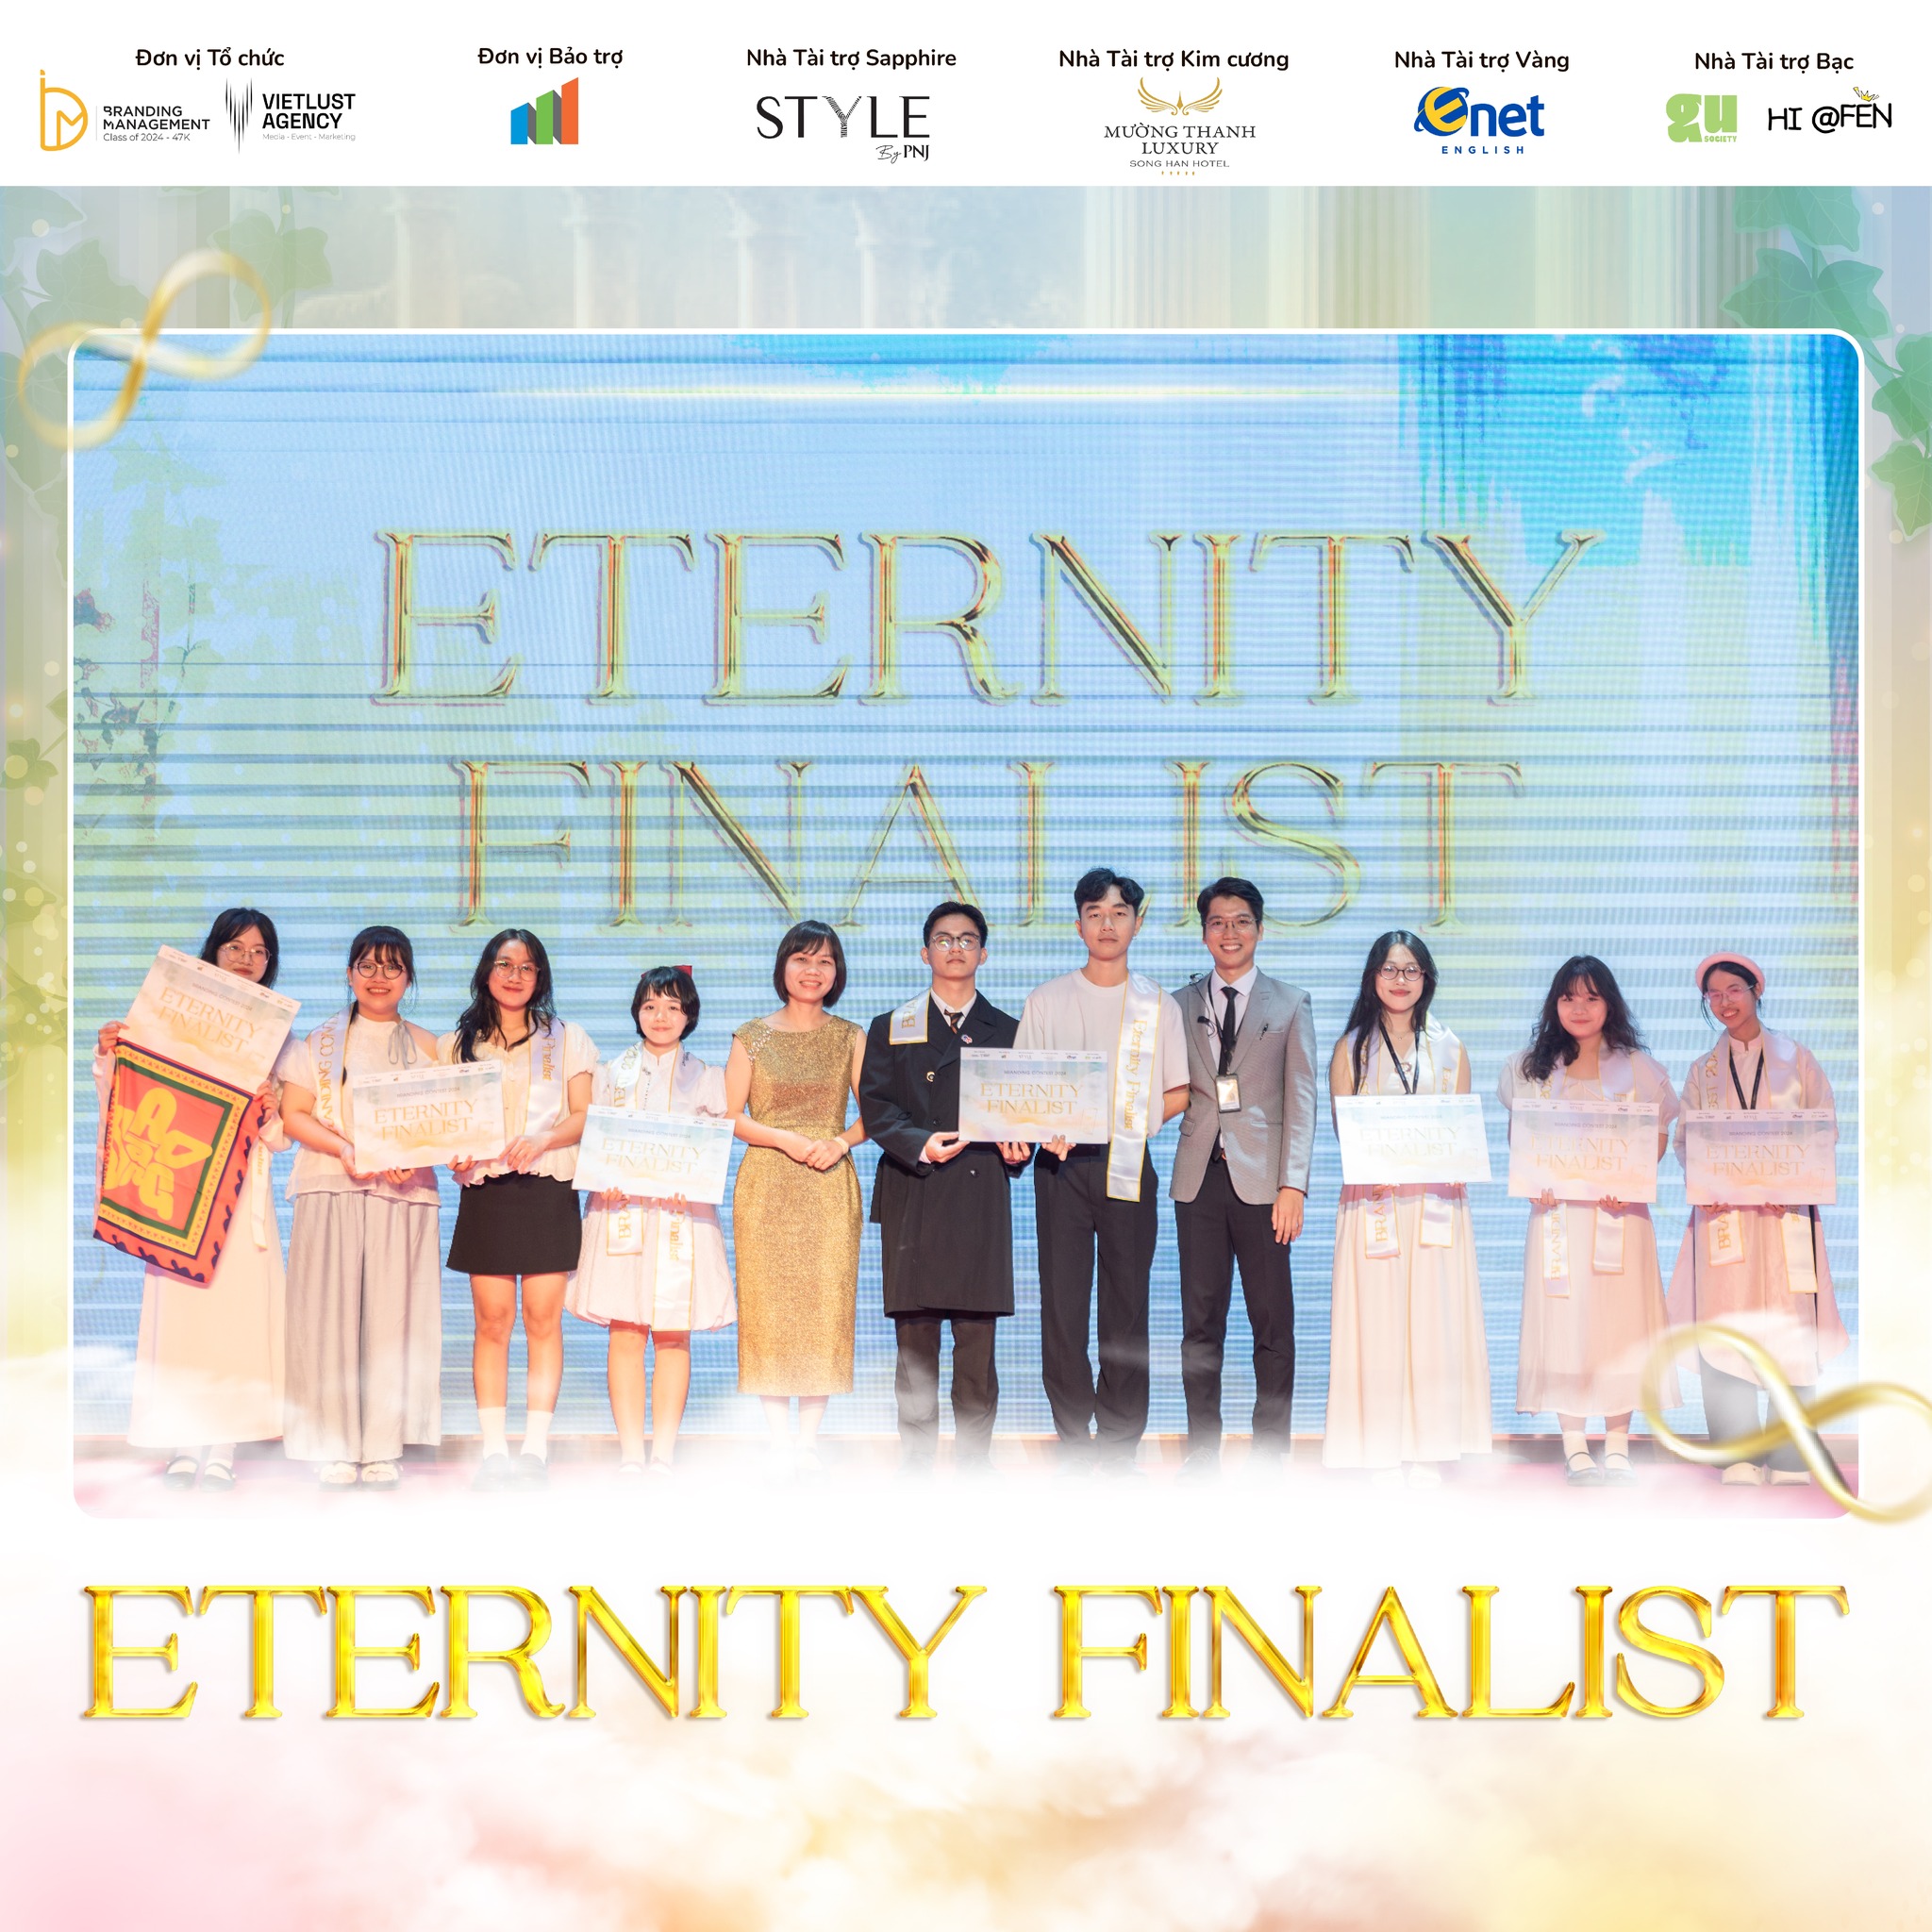 Đơn vị Tổ chức
BRANDING
MANAGEMENT
Class of 2024 - 47K
VIETLUST
AGENCY
Media - Event - Marketing
Đơn vị Bảo trợ
Nhà Tài trợ Sapphire
STYLE
By PNJ
Nhà Tài trợ Kim cương
MƯỜNG THANH
LUXURY
SONG HAN HOTEL
Nhà Tài trợ Vàng
enet
ENGLISH
Nhà Tài trợ Bạc
gu
SOCIETY
HI @FEN
ETERNITY
FINALIST
ETERNITY
FINALIST
ETERNITY
FINALIST
ETERNITY
FINALIST
ETERNITY
FINALIST
Eternity Finalist
ETERNITY
FINALIST
ETERNITY
FINALIST
ETERNITY
FINALIST
ETERNITY FINALIST